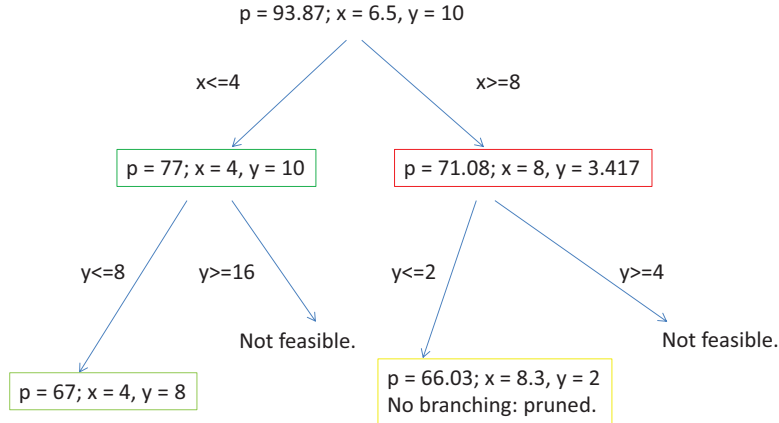 p = 93.87; x = 6.5, y = 10
x<=4
x>=8
p = 77; x = 4, y = 10
p = 71.08; x = 8, y = 3.417
y<=8
y>=16
y<=2
y>=4
Not feasible.
Not feasible.
p = 67; x = 4, y = 8
p = 66.03; x = 8.3, y = 2
No branching: pruned.